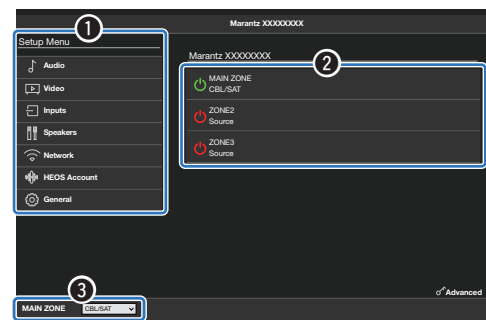 Marantz XXXXXXXX
1
Setup Menu
Audio
Video
Inputs
Speakers
Network
HEOS Account
General
Marantz XXXXXXXX
2
MAIN ZONE
CBL/SAT
ZONE2
Source
ZONE3
Source
Advanced
3
MAIN ZONE CBL/SAT